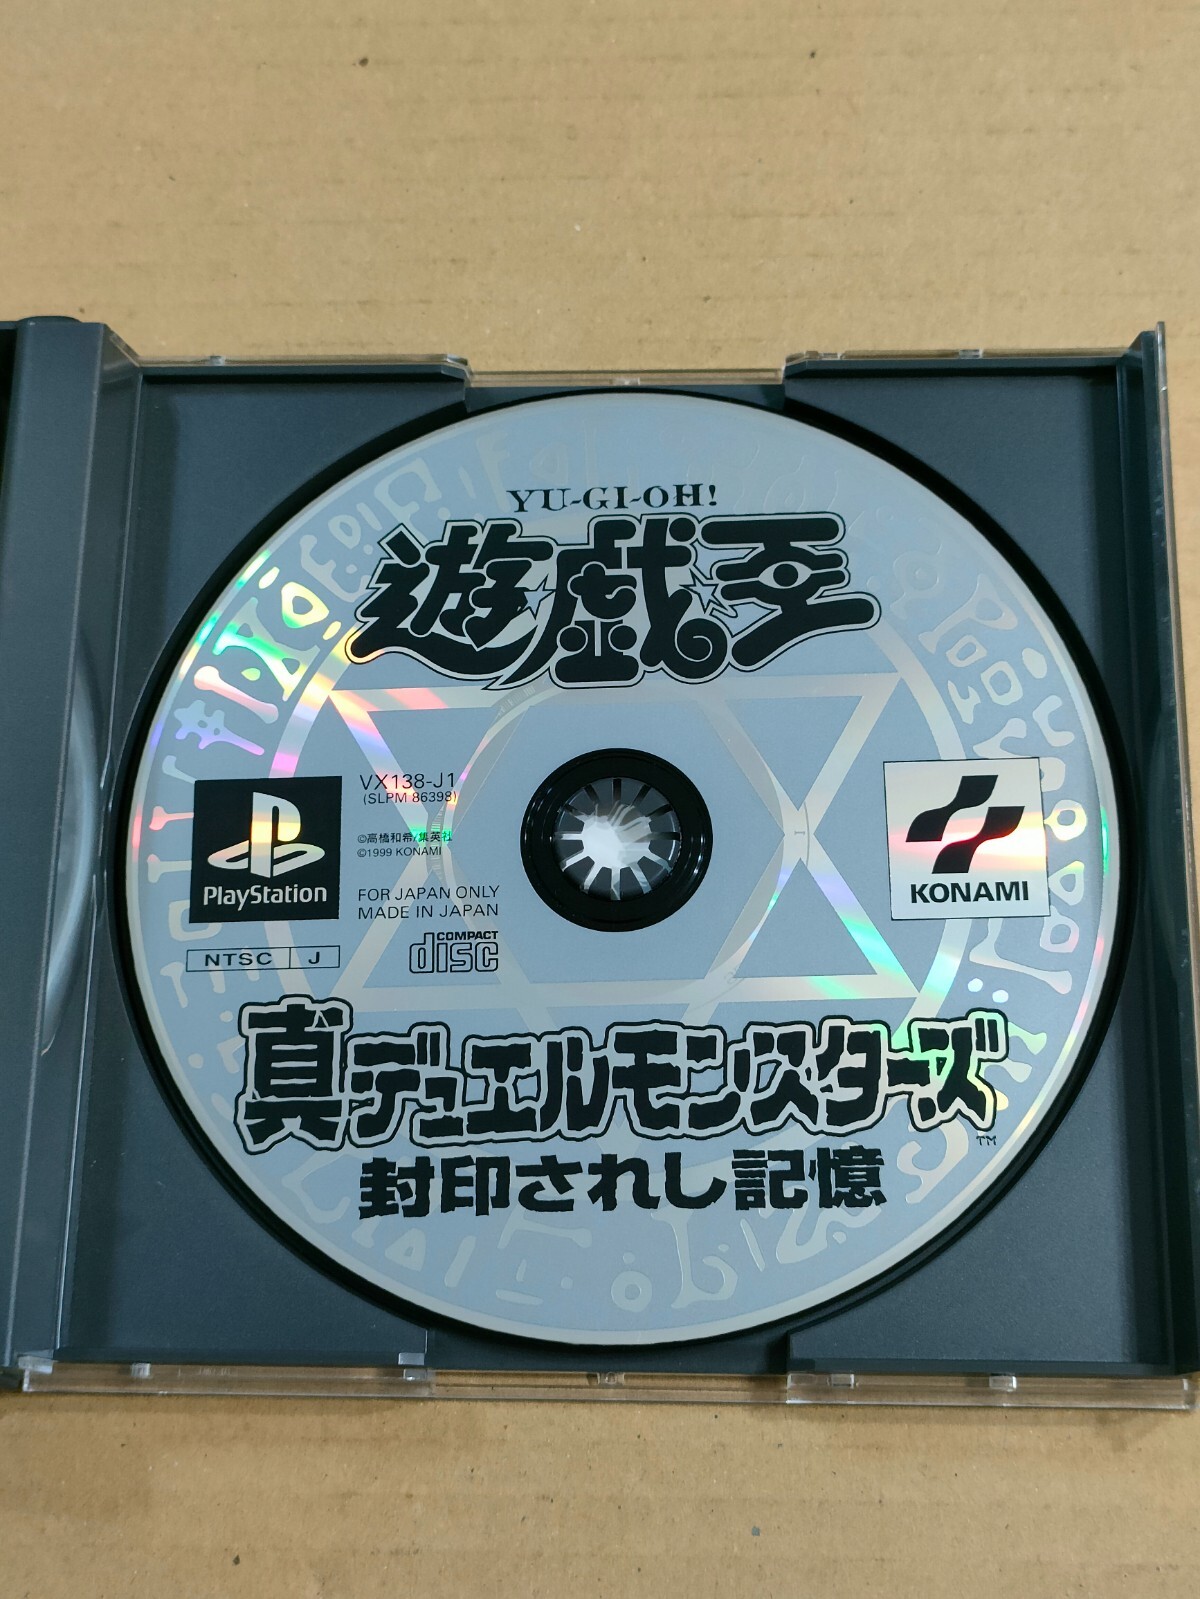 YU-GI-OH!
遊戯王
VX138-J1
(SLPM 86398)
©高橋和希/集英社
©1999 KONAMI
FOR JAPAN ONLY
MADE IN JAPAN
PlayStation
NTSC J
COMPACT
disc
KONAMI
真デュエルモンスターズ
TM
封印されし記憶